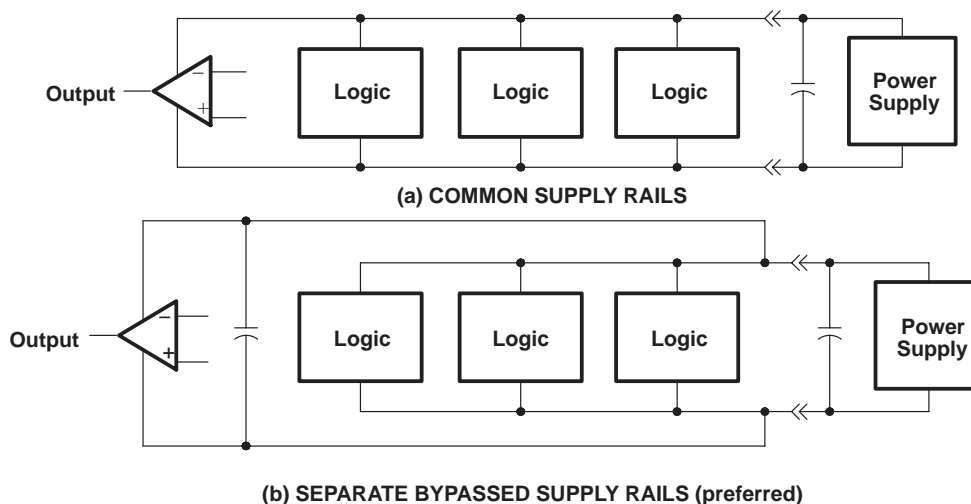 Output
−
+
Logic
Logic
Logic
Power
Supply
(a) COMMON SUPPLY RAILS
Output
−
+
Logic
Logic
Logic
Power
Supply
(b) SEPARATE BYPASSED SUPPLY RAILS (preferred)